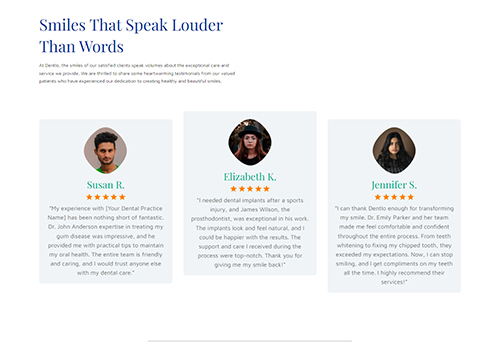 Smiles That Speak Louder
Than Words
At Dentio, the smiles of our satisfied clients speak volumes about the exceptional care and
service we provide. We are thrilled to share some heartwarming testimonials from our valued
patients who have experienced our dedication to creating healthy and beautiful smiles.
Susan R.
"My experience with [Your Dental Practice
Name] has been nothing short of fantastic.
Dr. John Anderson expertise in treating my
gum disease was impressive, and he
provided me with practical tips to maintain
my oral health. The entire team is friendly
and caring, and I would trust anyone else
with my dental care."
Elizabeth K.
"I needed dental implants after a sports
injury, and James Wilson, the
prosthodontist, was exceptional in his work.
The implants look and feel natural, and I
could be happier with the results. The
support and care I received during the
process were top-notch. Thank you for
giving me my smile back!"
Jennifer S.
"I can thank Dentio enough for transforming
my smile. Dr. Emily Parker and her team
made me feel comfortable and confident
throughout the process. From teeth
whitening to fixing my chipped tooth, they
exceeded my expectations. Now, I can stop
smiling, and I get compliments on my teeth
all the time. I highly recommend their
services!"